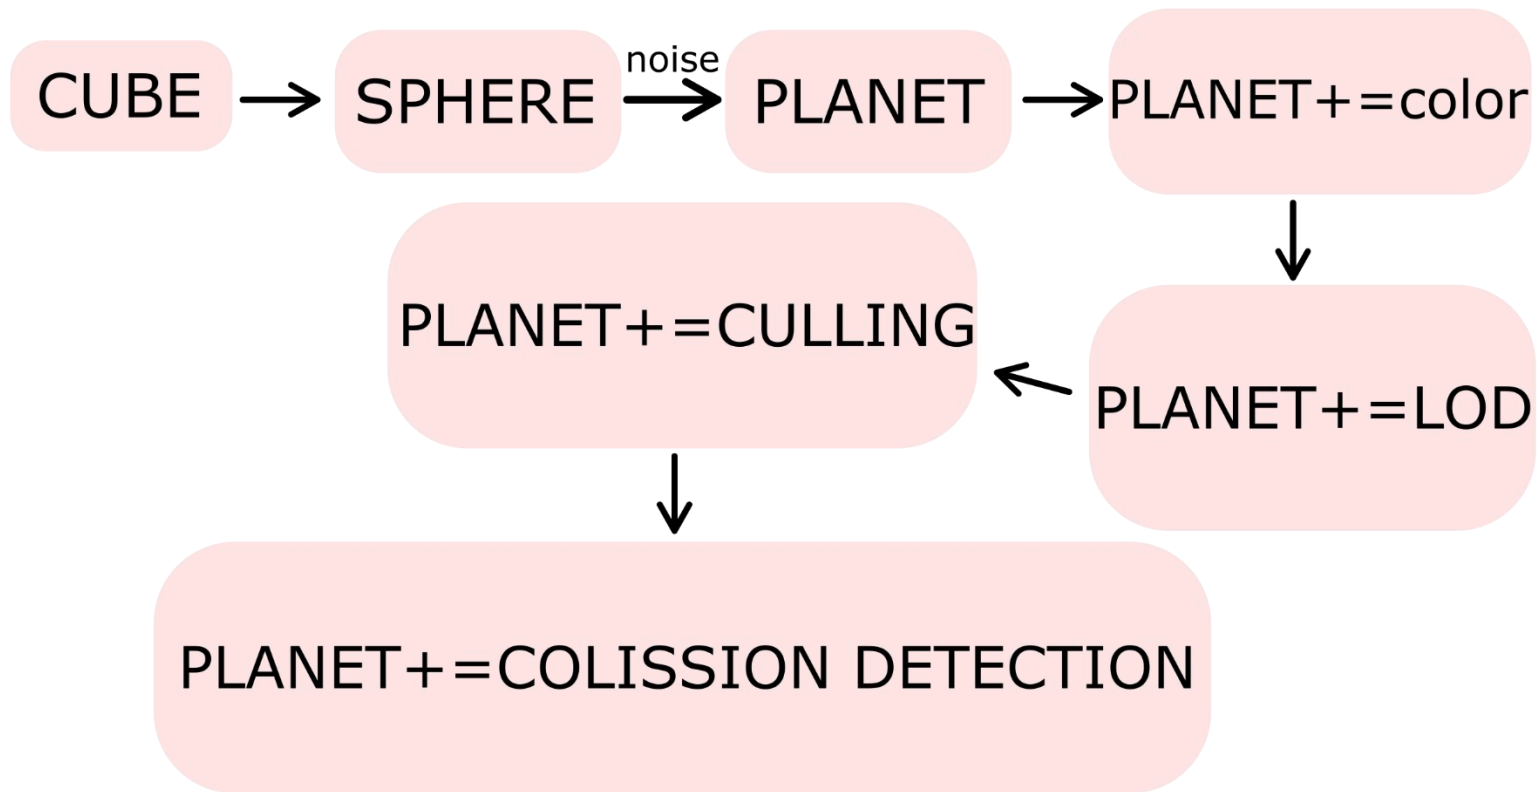 CUBE
SPHERE
noise
PLANET
PLANET+=color
PLANET+=LOD
PLANET+=CULLING
PLANET+=COLISSION DETECTION